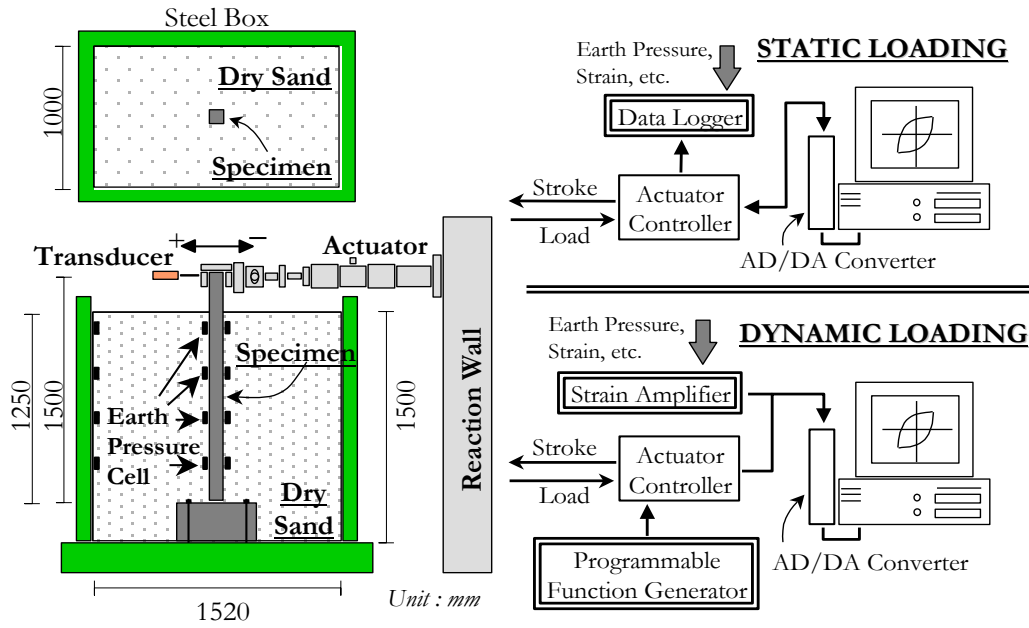 Steel Box
1000
Dry Sand
Specimen
+
−
Transducer
Actuator
1250
1500
Specimen
Earth
Pressure
Cell
Dry
Sand
1500
Reaction Wall
1520
Unit : mm
Earth Pressure,
Strain, etc.
STATIC LOADING
Data Logger
Stroke
Load
Actuator
Controller
AD/DA Converter
Earth Pressure,
Strain, etc.
DYNAMIC LOADING
Strain Amplifier
Stroke
Load
Actuator
Controller
Programmable
Function Generator
AD/DA Converter